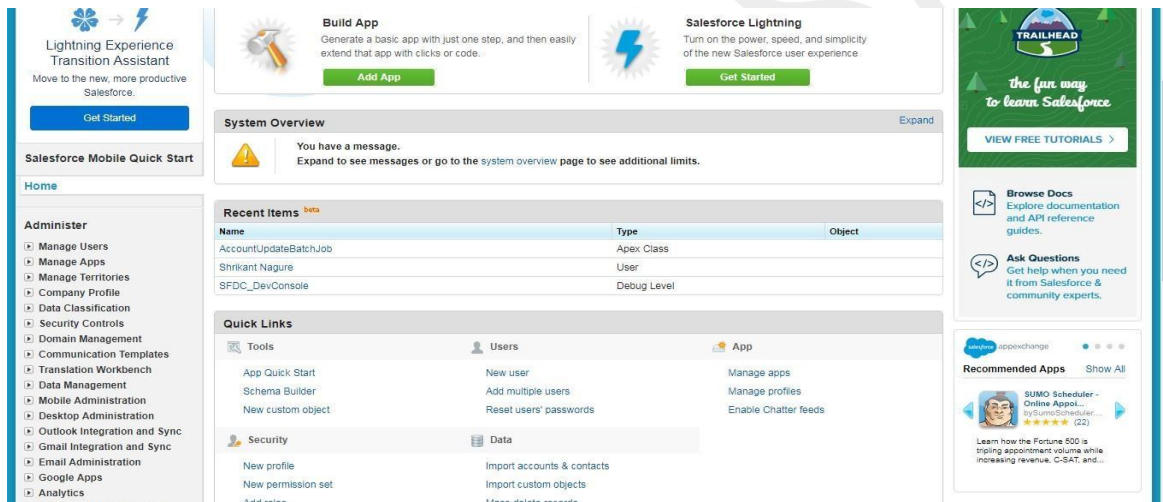 Lightning Experience
Transition Assistant
Move to the new, more productive
Salesforce.
Get Started
Salesforce Mobile Quick Start
Home
Administer
Manage Users
Manage Apps
Manage Territories
Company Profile
Data Classification
Security Controls
Domain Management
Communication Templates
Translation Workbench
Data Management
Mobile Administration
Desktop Administration
Outlook Integration and Sync
Gmail Integration and Sync
Email Administration
Google Apps
Analytics
Build App
Generate a basic app with just one step, and then easily
extend that app with clicks or code.
Add App
Salesforce Lightning
Turn on the power, speed, and simplicity
of the new Salesforce user experience
Get Started
System Overview
Expand
You have a message.
Expand to see messages or go to the system overview page to see additional limits.
Recent Items beta
Name Type Object
AccountUpdateBatchJob Apex Class
Shrikant Nagure User
SFDC_DevConsole Debug Level
Quick Links
Tools Users App
App Quick Start New user Manage apps
Schema Builder Add multiple users Manage profiles
New custom object Reset users' passwords Enable Chatter feeds
Security Data
New profile Import accounts & contacts
New permission set Import custom objects
TRAILHEAD
the fun way
to learn Salesforce
VIEW FREE TUTORIALS >
Browse Docs
Explore documentation
and API reference
guides.
Ask Questions
Get help when you need
it from Salesforce &
community experts.
salesforce appexchange
Recommended Apps Show All
SUMO Scheduler -
Online Appoi...
bySumoScheduler...
(22)
Learn how the Fortune 500 is
tripling appointment volume while
increasing revenue, C-SAT, and...